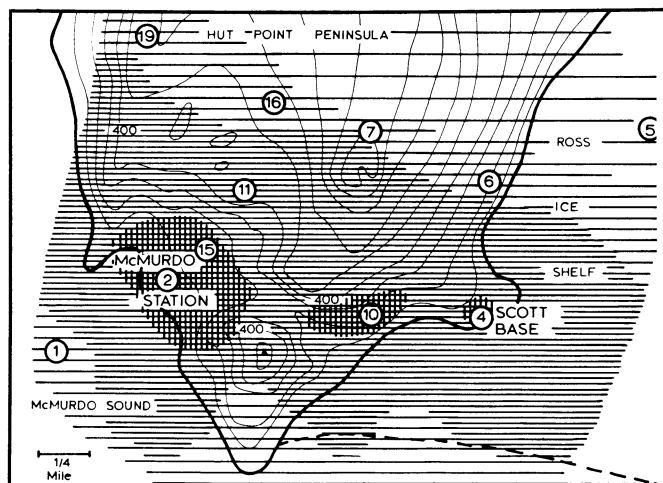 19
HUT POINT PENINSULA
16
7
5
400
ROSS
6
11
ICE
15
McMURDO
2
SHELF
STATION
400
10
4
SCOTT
BASE
400
1
McMURDO SOUND
1/4
Mile